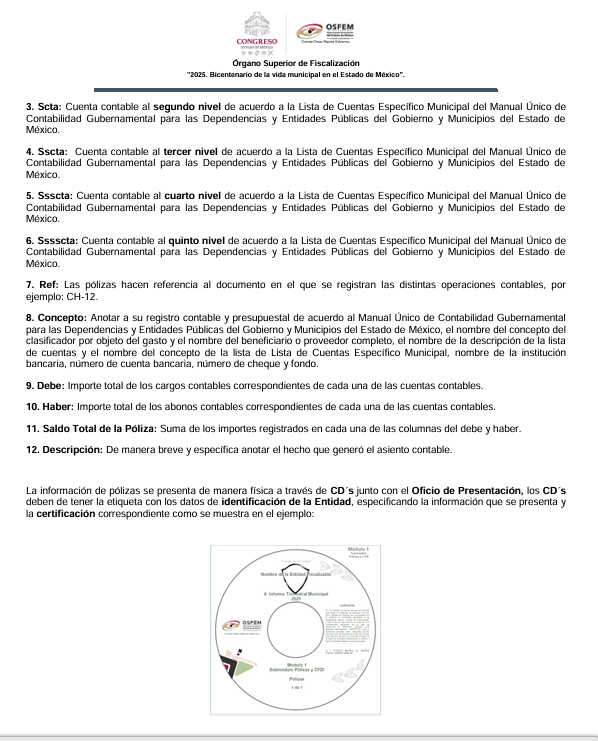 CONGRESO
ESTADO DE MÉXICO
OSFEM
Cuentas Claras, Mejores Gobiernos.
Órgano Superior de Fiscalización
"2025. Bicentenario de la vida municipal en el Estado de México".
3. Scta: Cuenta contable al segundo nivel de acuerdo a la Lista de Cuentas Específico Municipal del Manual Único de
Contabilidad Gubernamental para las Dependencias y Entidades Públicas del Gobierno y Municipios del Estado de
México.
4. Sscta: Cuenta contable al tercer nivel de acuerdo a la Lista de Cuentas Específico Municipal del Manual Único de
Contabilidad Gubernamental para las Dependencias y Entidades Públicas del Gobierno y Municipios del Estado de
México.
5. Ssscta: Cuenta contable al cuarto nivel de acuerdo a la Lista de Cuentas Específico Municipal del Manual Único de
Contabilidad Gubernamental para las Dependencias y Entidades Públicas del Gobierno y Municipios del Estado de
México.
6. Sssscta: Cuenta contable al quinto nivel de acuerdo a la Lista de Cuentas Específico Municipal del Manual Único de
Contabilidad Gubernamental para las Dependencias y Entidades Públicas del Gobierno y Municipios del Estado de
México.
7. Ref: Las pólizas hacen referencia al documento en el que se registran las distintas operaciones contables, por
ejemplo: CH-12.
8. Concepto: Anotar a su registro contable y presupuestal de acuerdo al Manual Único de Contabilidad Gubernamental
para las Dependencias y Entidades Públicas del Gobierno y Municipios del Estado de México, el nombre del concepto del
clasificador por objeto del gasto y el nombre del beneficiario o proveedor completo, el nombre de la descripción de la lista
de cuentas y el nombre del concepto de la lista de Lista de Cuentas Específico Municipal, nombre de la institución
bancaria, número de cuenta bancaria, número de cheque y fondo.
9. Debe: Importe total de los cargos contables correspondientes de cada una de las cuentas contables.
10. Haber: Importe total de los abonos contables correspondientes de cada una de las cuentas contables.
11. Saldo Total de la Póliza: Suma de los importes registrados en cada una de las columnas del debe y haber.
12. Descripción: De manera breve y específica anotar el hecho que generó el asiento contable.
La información de pólizas se presenta de manera física a través de CD´s junto con el Oficio de Presentación, los CD´s
deben de tener la etiqueta con los datos de identificación de la Entidad, especificando la información que se presenta y
la certificación correspondiente como se muestra en el ejemplo:
Módulo 1
Submódulo
Pólizas y CFDI
Nombre de la Entidad Fiscalizable
#. Informe Trimestral Municipal
2025
OSFEM
Módulo 1
Submódulo Pólizas y CFDI
Pólizas
1 de 1